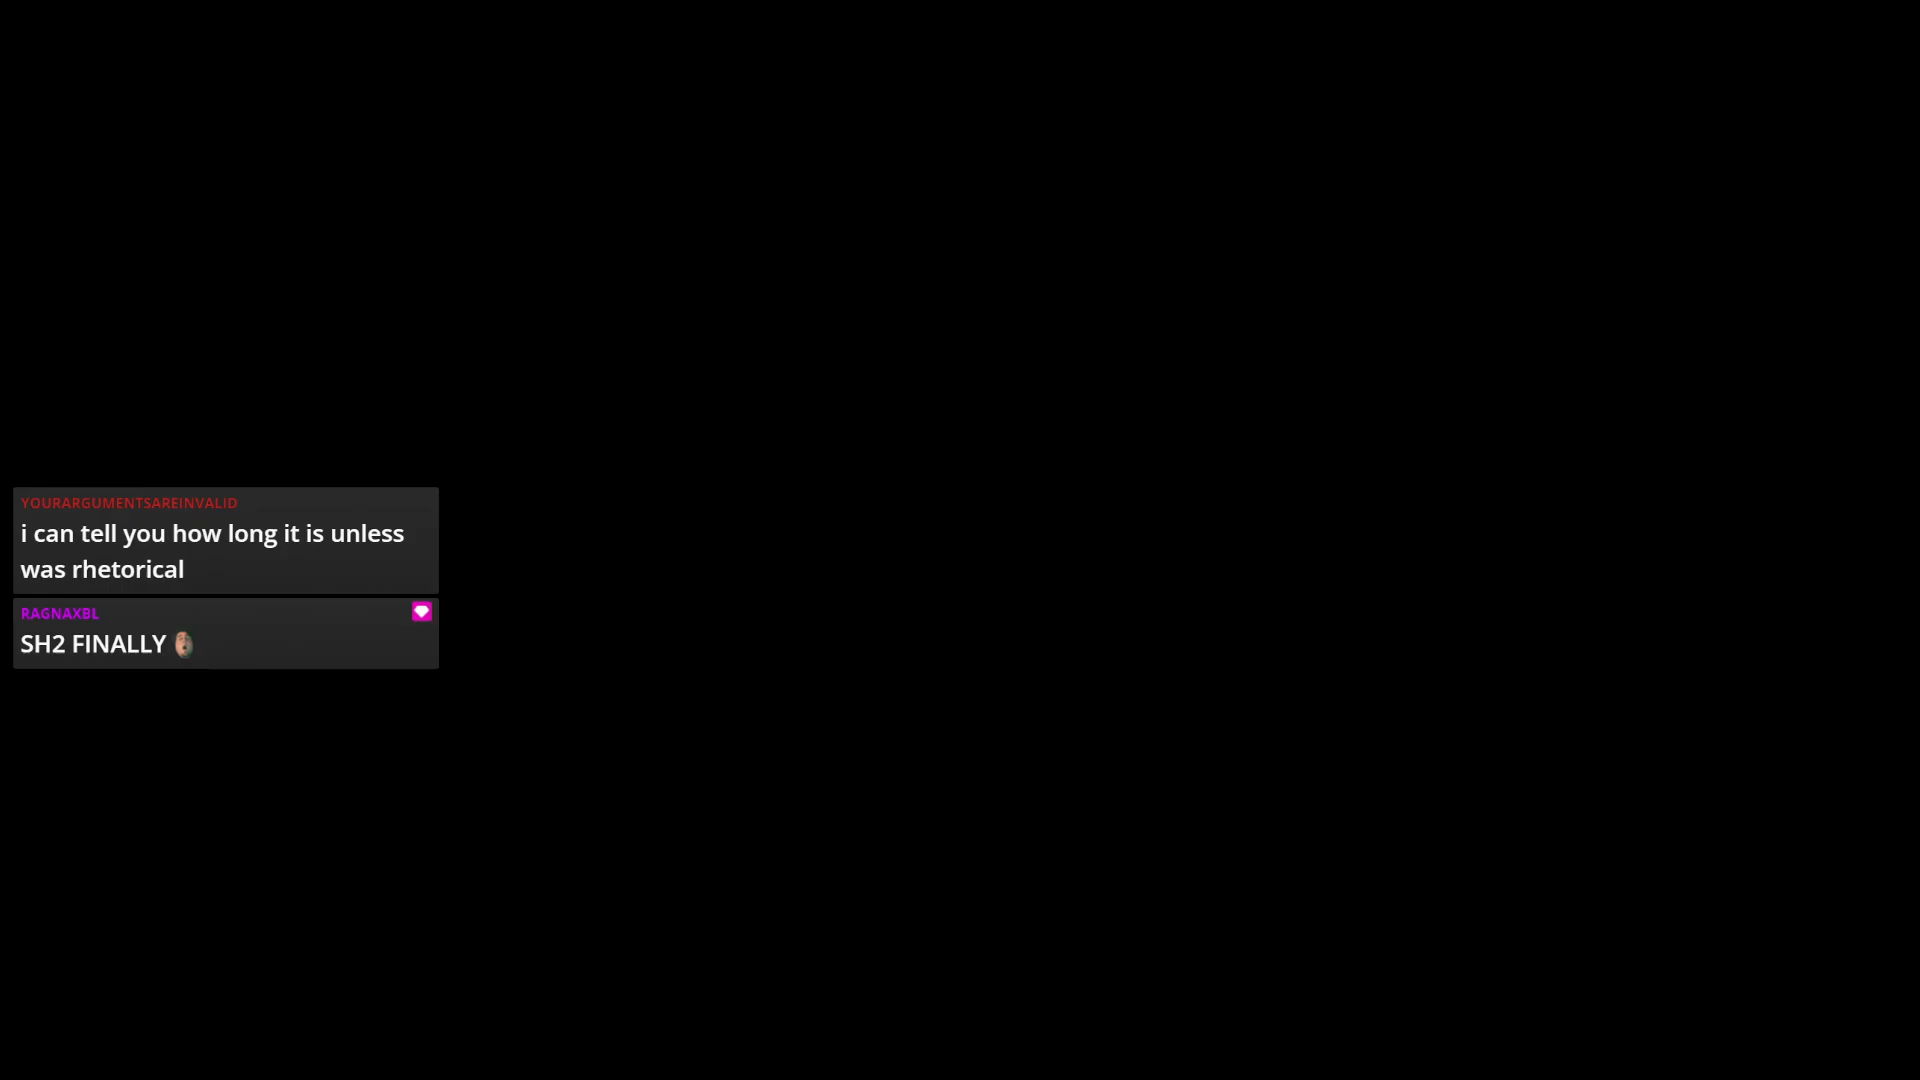 YOURARGUMENTSAREINVALID
i can tell you how long it is unless
was rhetorical
RAGNAXBL
SH2 FINALLY